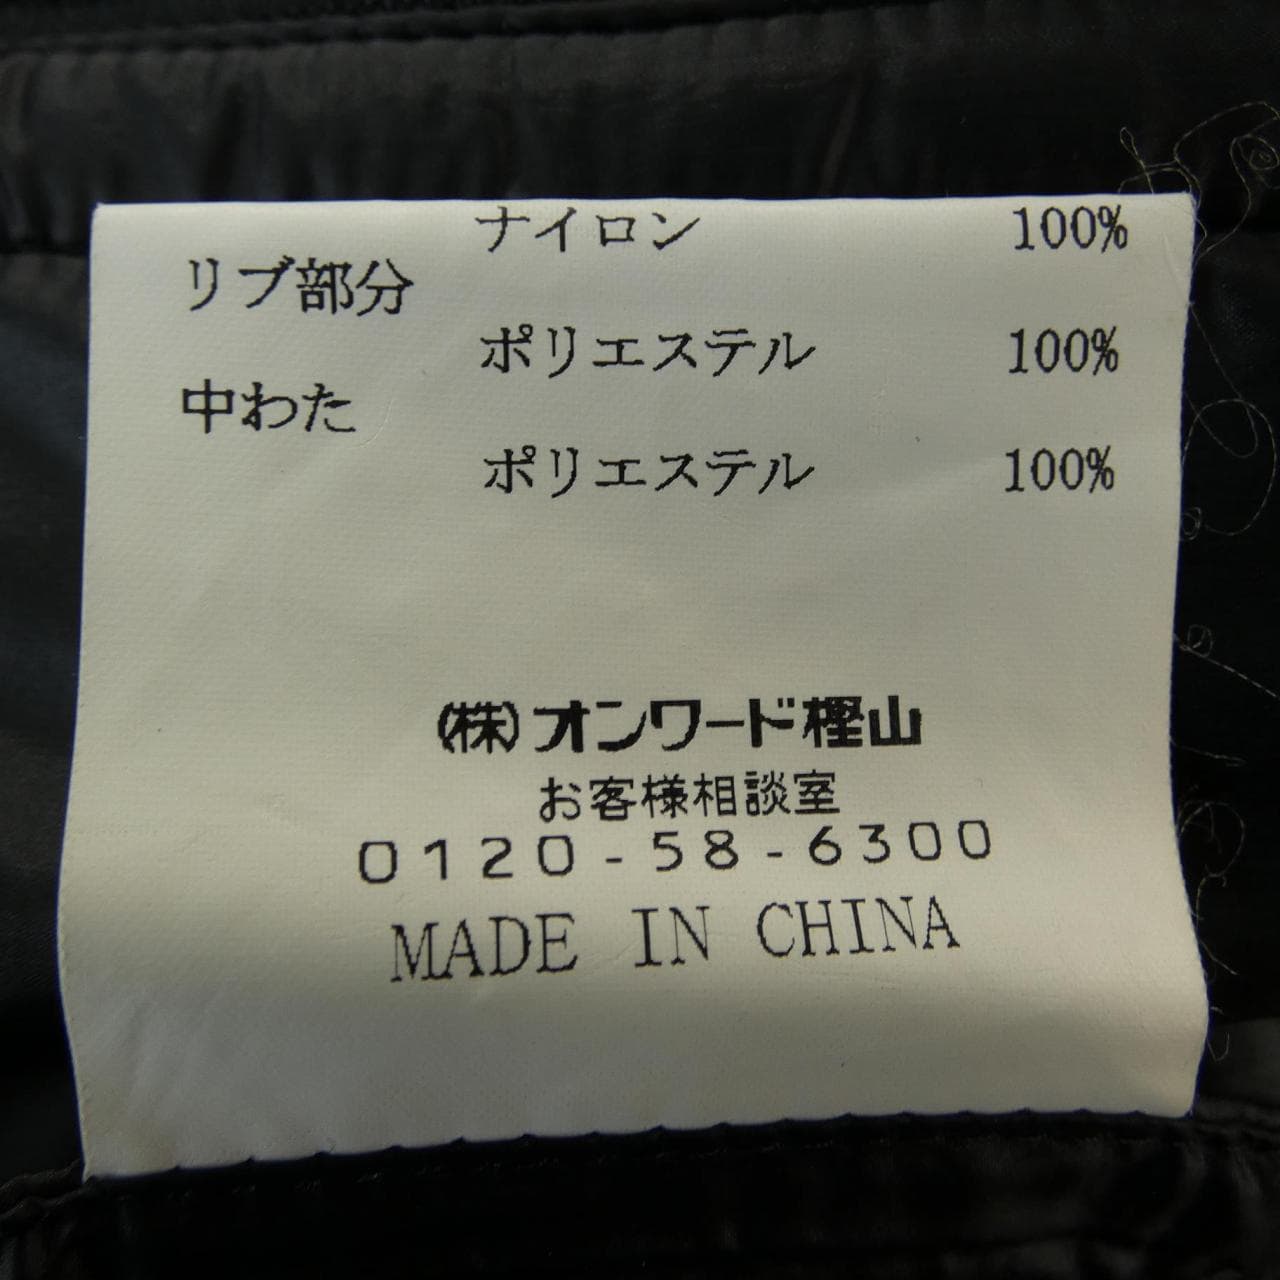 ナイロン 100%
リブ部分
ポリエステル 100%
中わた
ポリエステル 100%
(株)オンワード樫山
お客様相談室
0120-58-6300
MADE IN CHINA